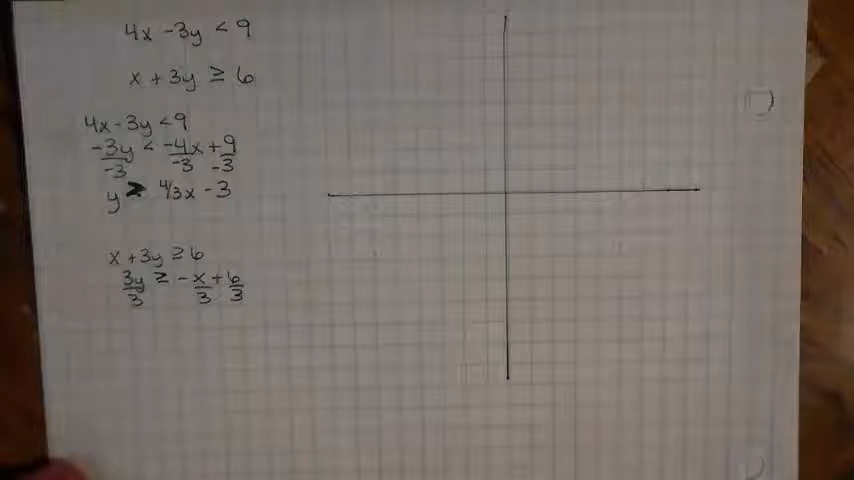 4x - 3y < 9
x + 3y ≥ 6
4x - 3y < 9
-3y/-3 < -4x/-3 + 9/-3
y > 4/3x - 3
x + 3y ≥ 6
3y/3 ≥ -x/3 + 6/3